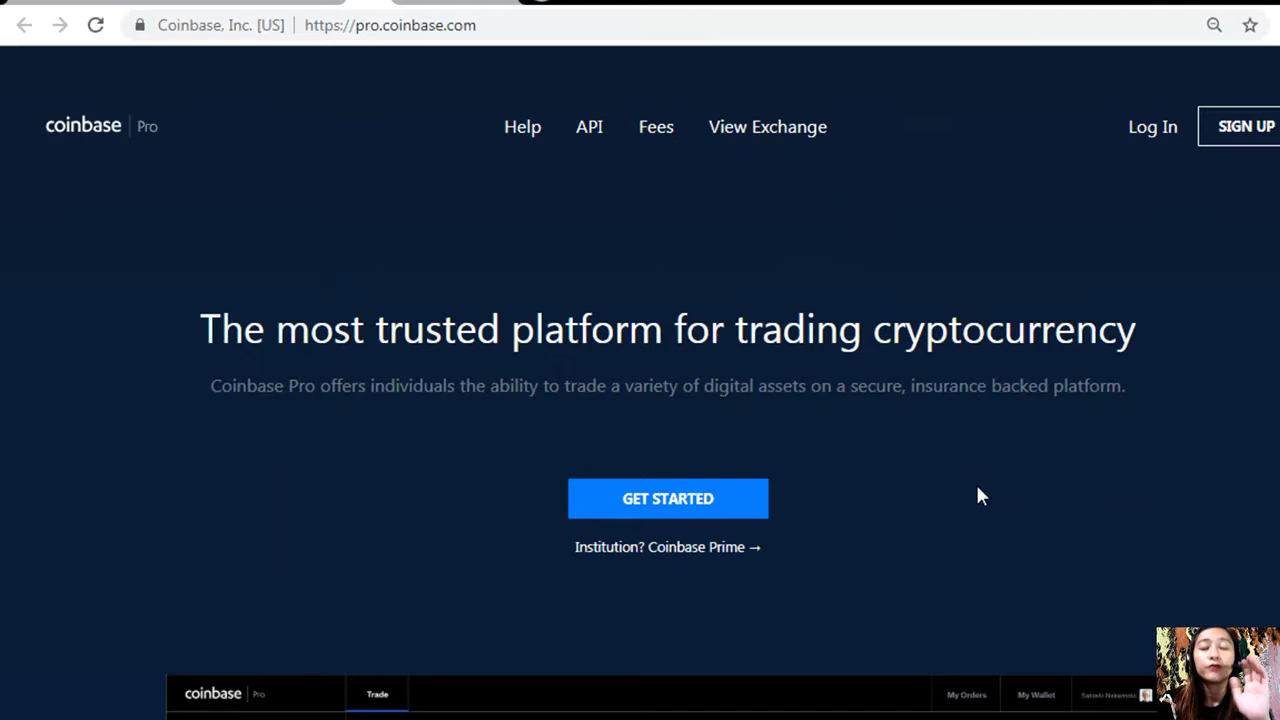 Coinbase, Inc. [US] https://pro.coinbase.com
coinbase Pro Help API Fees View Exchange Log In SIGN UP
The most trusted platform for trading cryptocurrency
Coinbase Pro offers individuals the ability to trade a variety of digital assets on a secure, insurance backed platform.
GET STARTED
Institution? Coinbase Prime →
coinbase Pro Trade My Orders My Wallet Satoshi Nakamoto